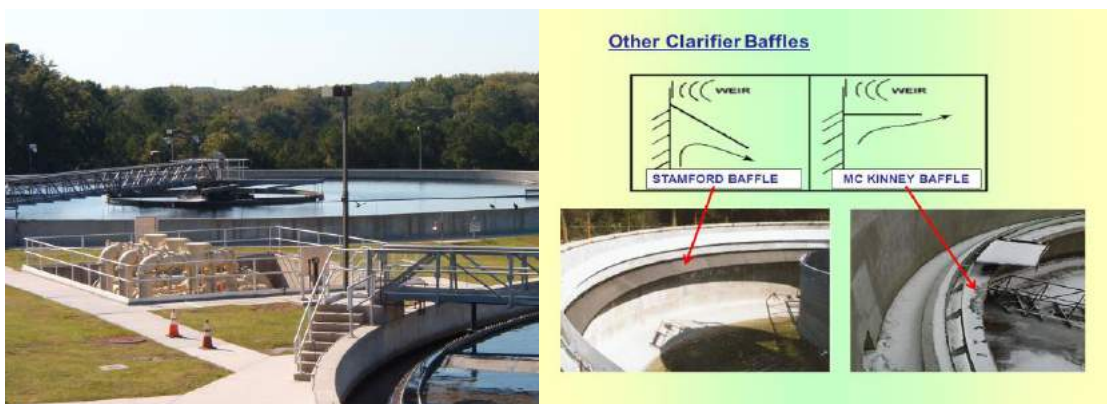 Other Clarifier Baffles
WEIR
WEIR
STAMFORD BAFFLE
MC KINNEY BAFFLE